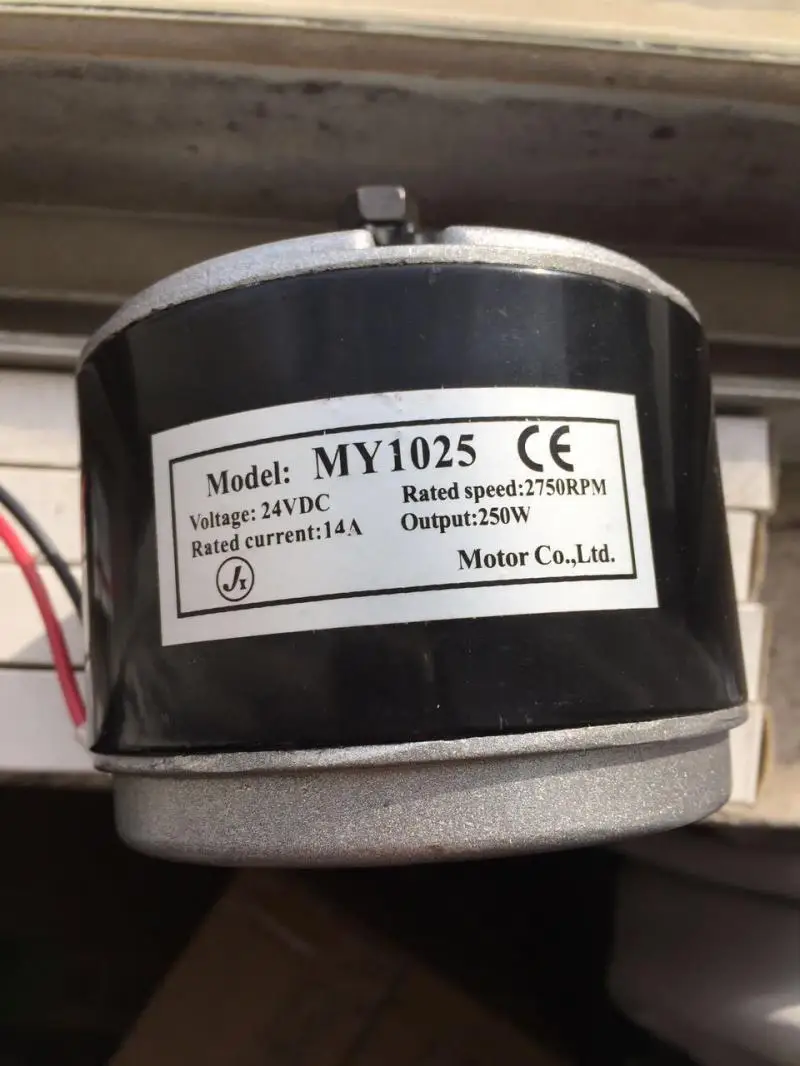 Model: MY1025 CE
Voltage: 24VDC Rated speed:2750RPM
Rated current:14A Output:250W
Motor Co.,Ltd.